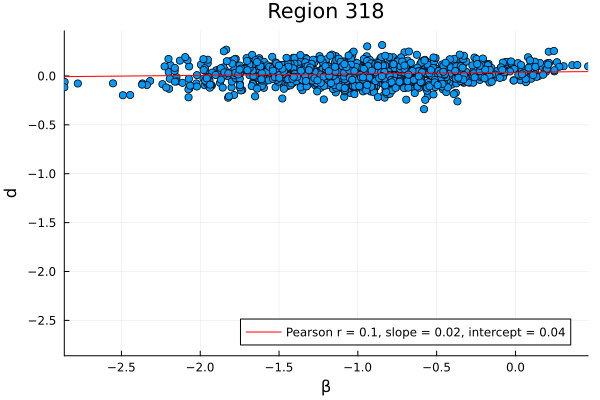 Region 318
0.0
−0.5
−1.0
−1.5
−2.0
−2.5
d
Pearson r = 0.1, slope = 0.02, intercept = 0.04
−2.5 −2.0 −1.5 −1.0 −0.5 0.0
β